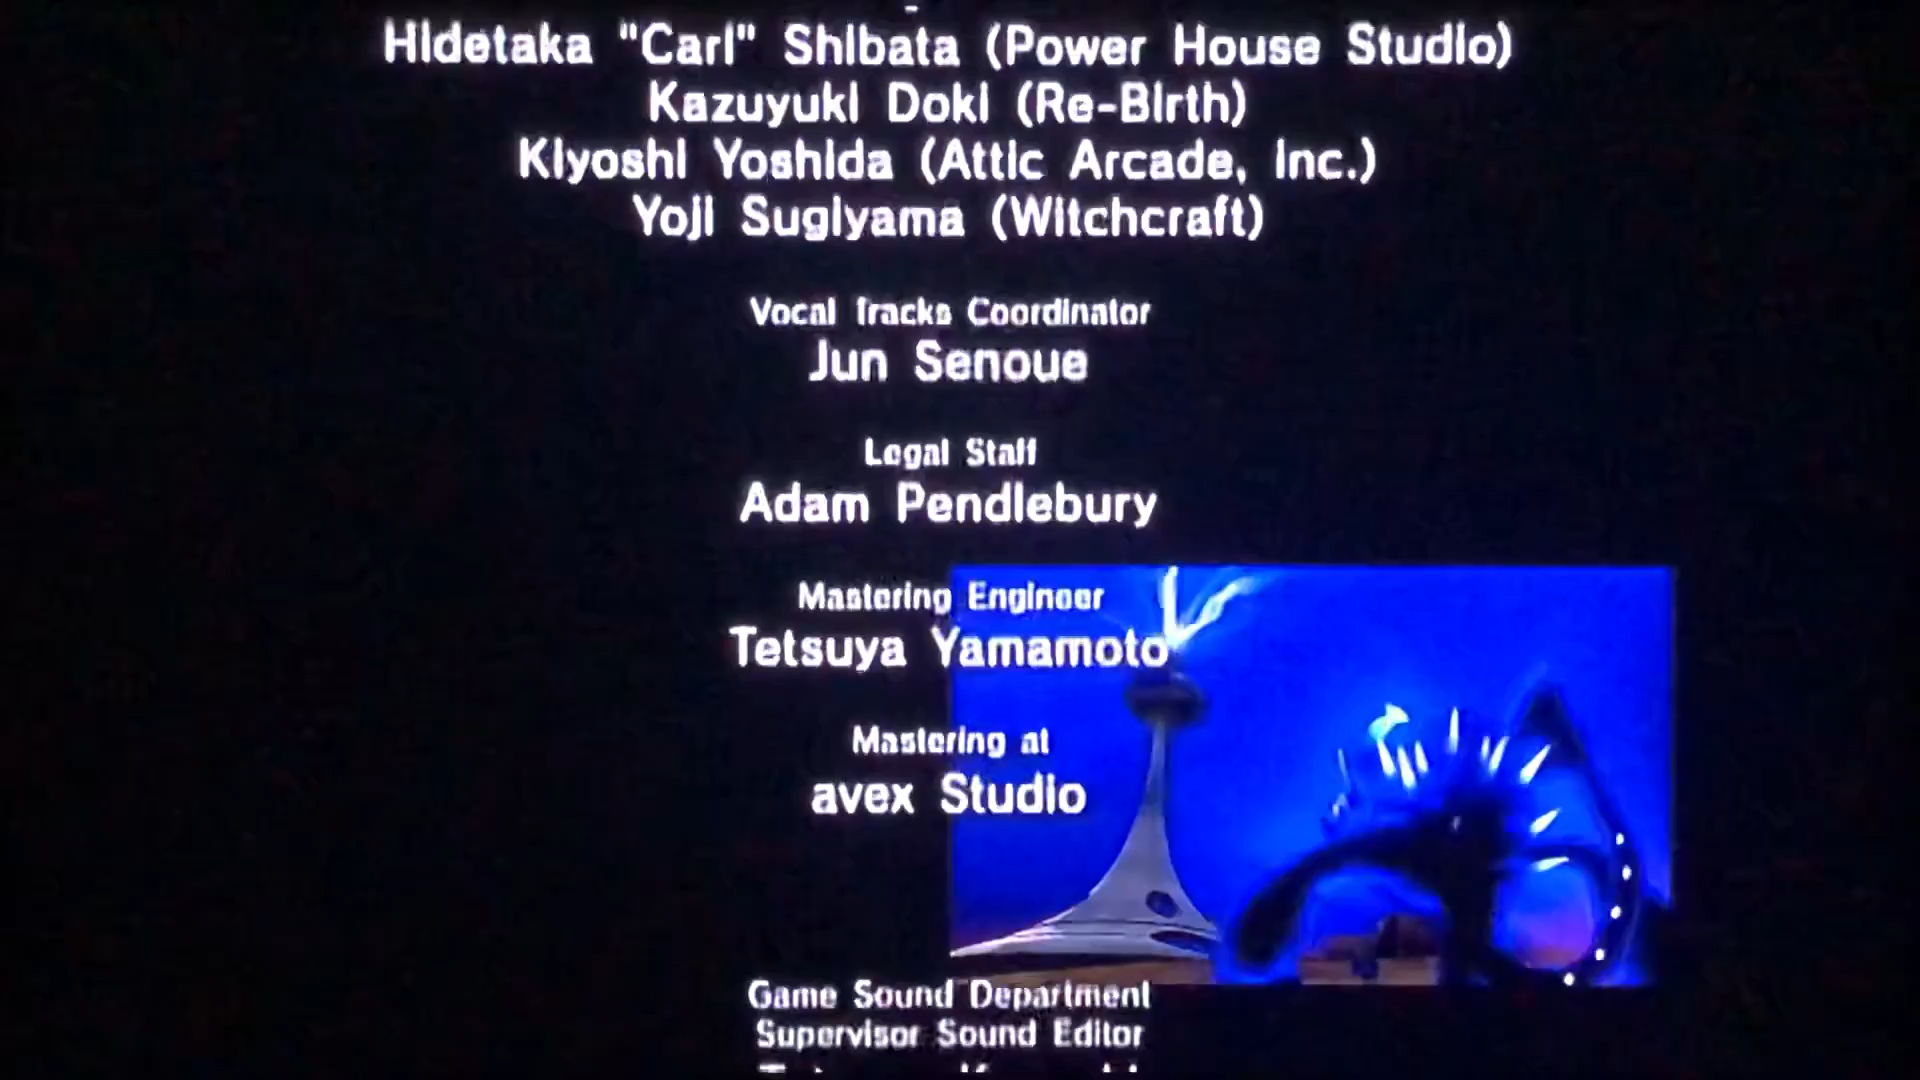 Hidetaka "Carl" Shibata (Power House Studio)
Kazuyuki Doki (Re-Birth)
Kiyoshi Yoshida (Attic Arcade, Inc.)
Yoji Sugiyama (Witchcraft)
Vocal Tracks Coordinator
Jun Senoue
Legal Staff
Adam Pendlebury
Mastering Engineer
Tetsuya Yamamoto
Mastering at
avex Studio
Game Sound Department
Supervisor Sound Editor